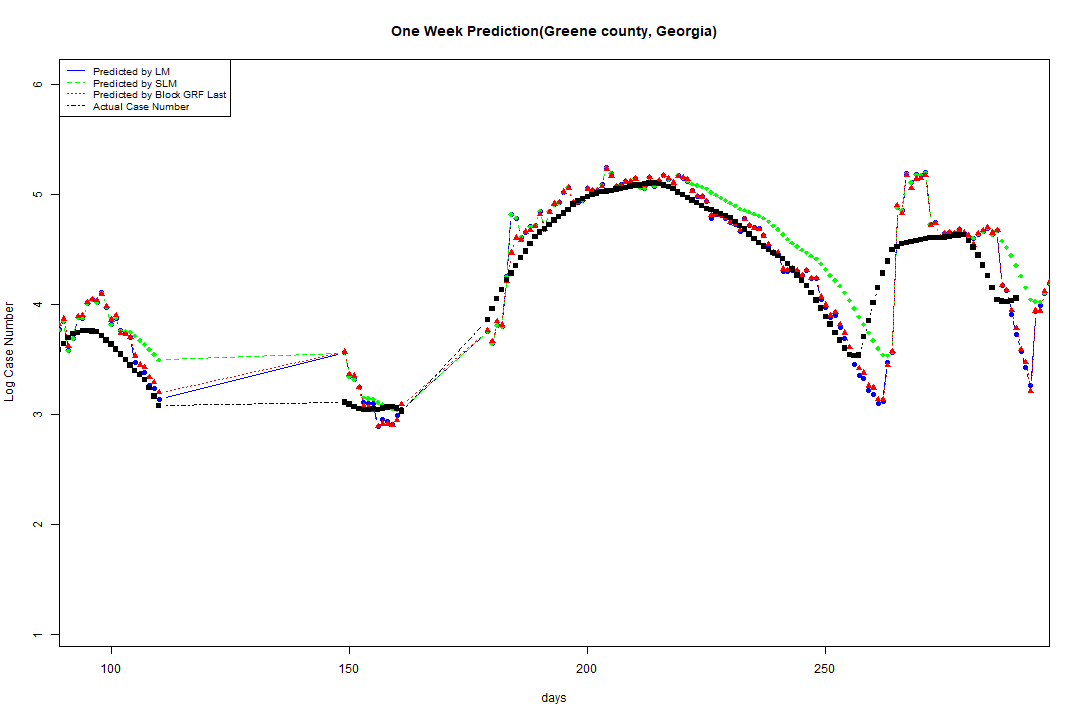 One Week Prediction(Greene county, Georgia)
Predicted by LM
Predicted by SLM
Predicted by Block GRF Last
Actual Case Number
6
5
4
3
2
1
Log Case Number
100 150 200 250
days